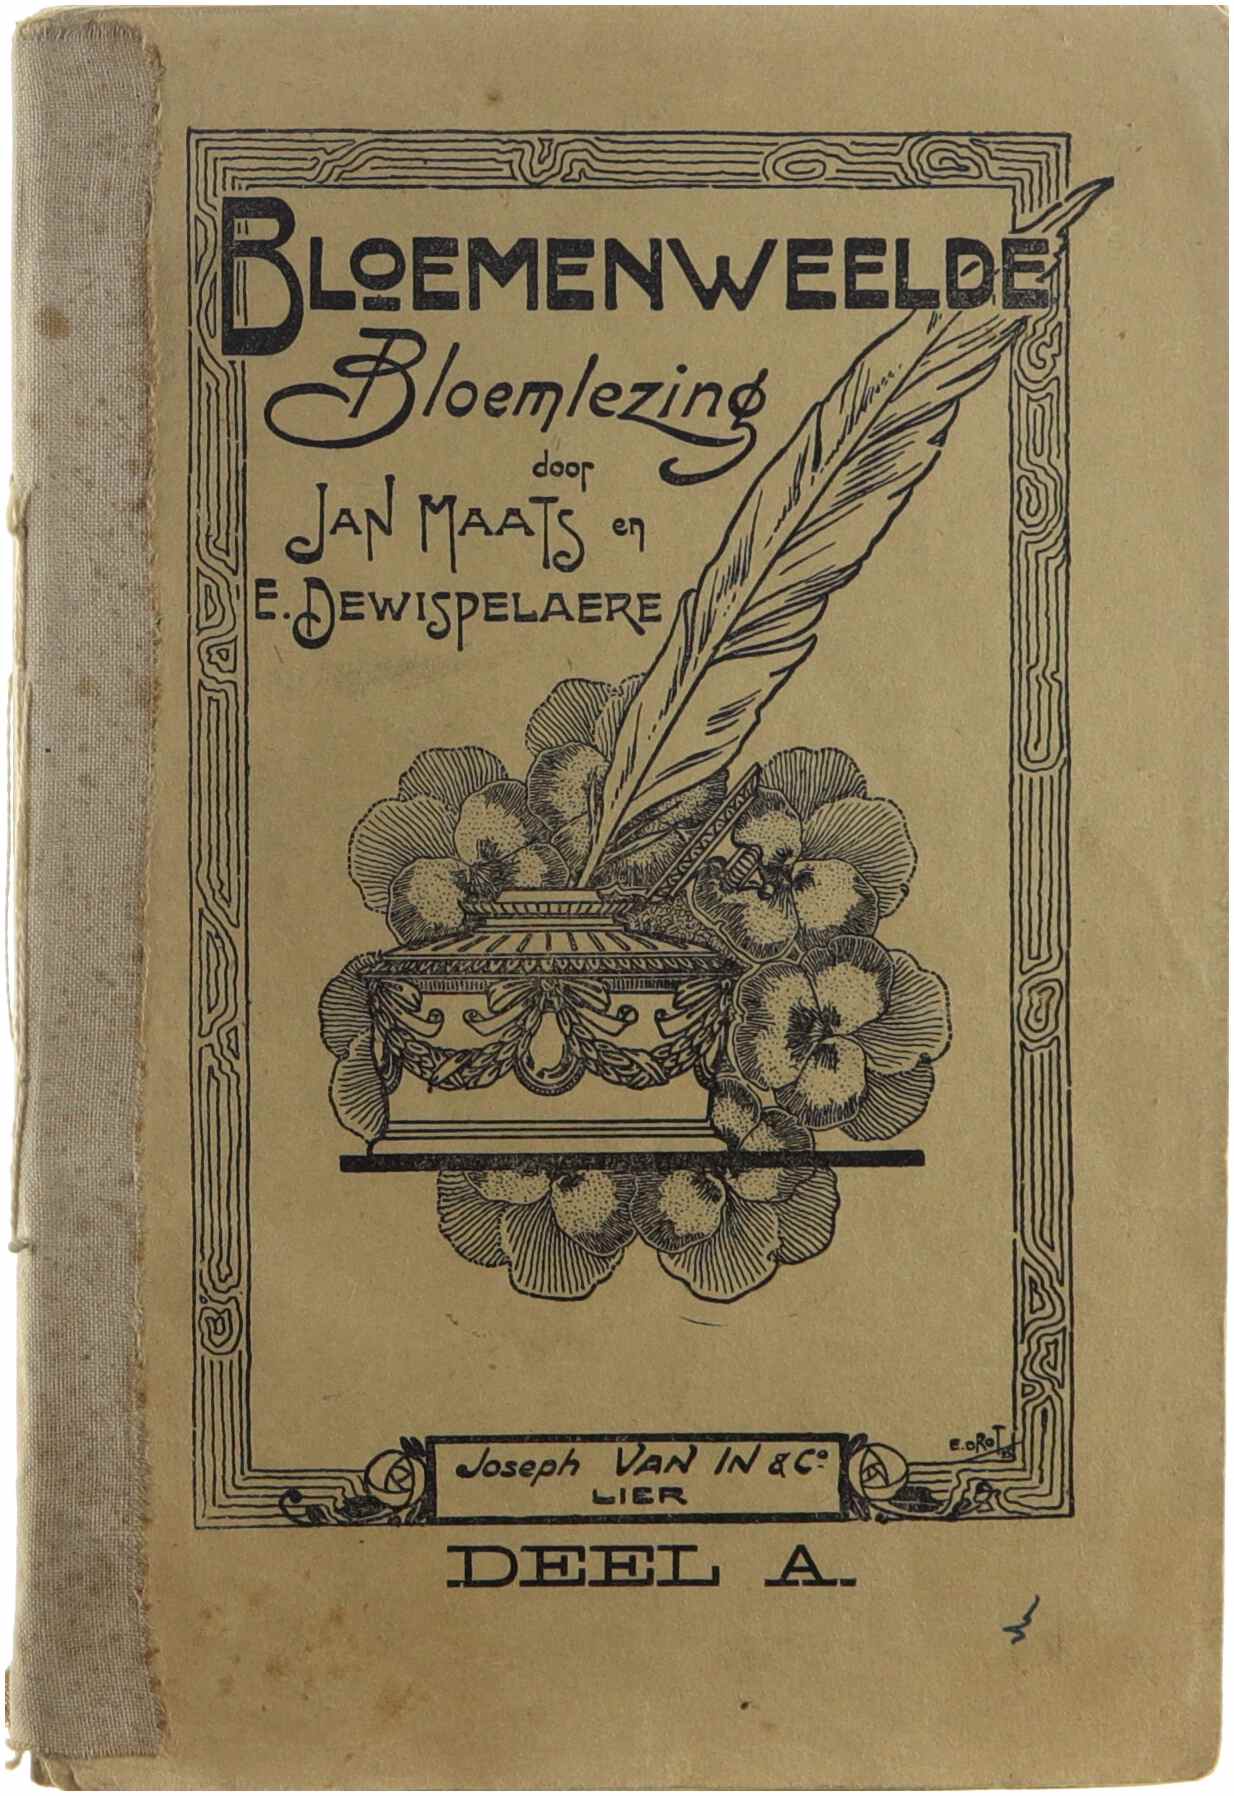 BLOEMENWEELDE
Bloemlezing
door
JAN MAATS en
E. DEWISPELAERE
Joseph VAN IN & Co.
LIER
DEEL A.